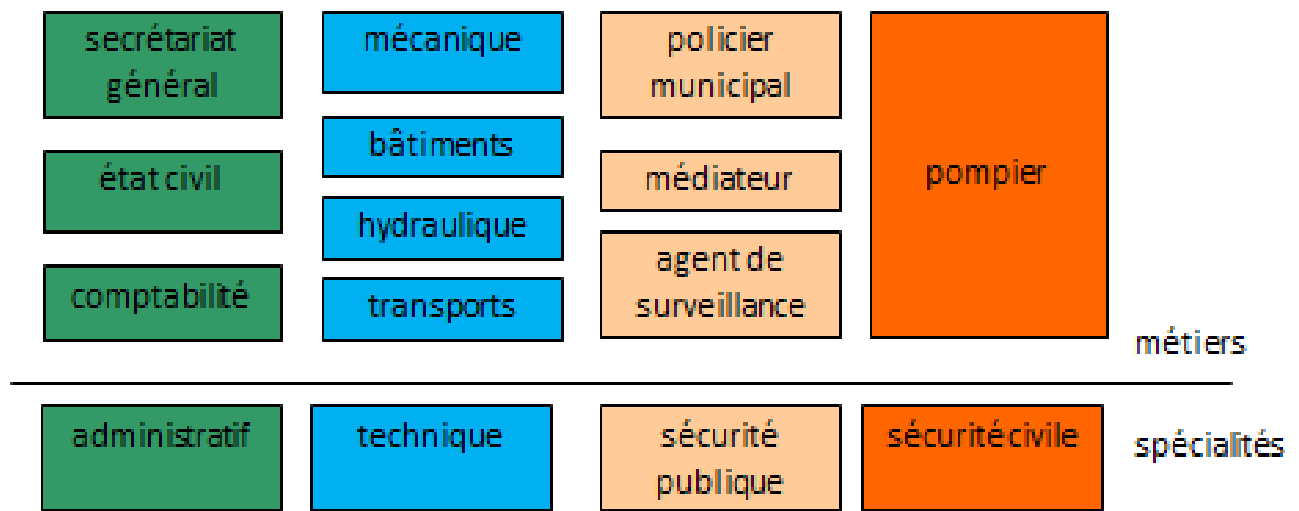 secrétariat
général
état civil
comptabilité
mécanique
bâtiments
hydraulique
transports
policier
municipal
médiateur
agent de
surveillance
pompier
métiers
administratif
technique
sécurité
publique
sécurité civile
spécialités